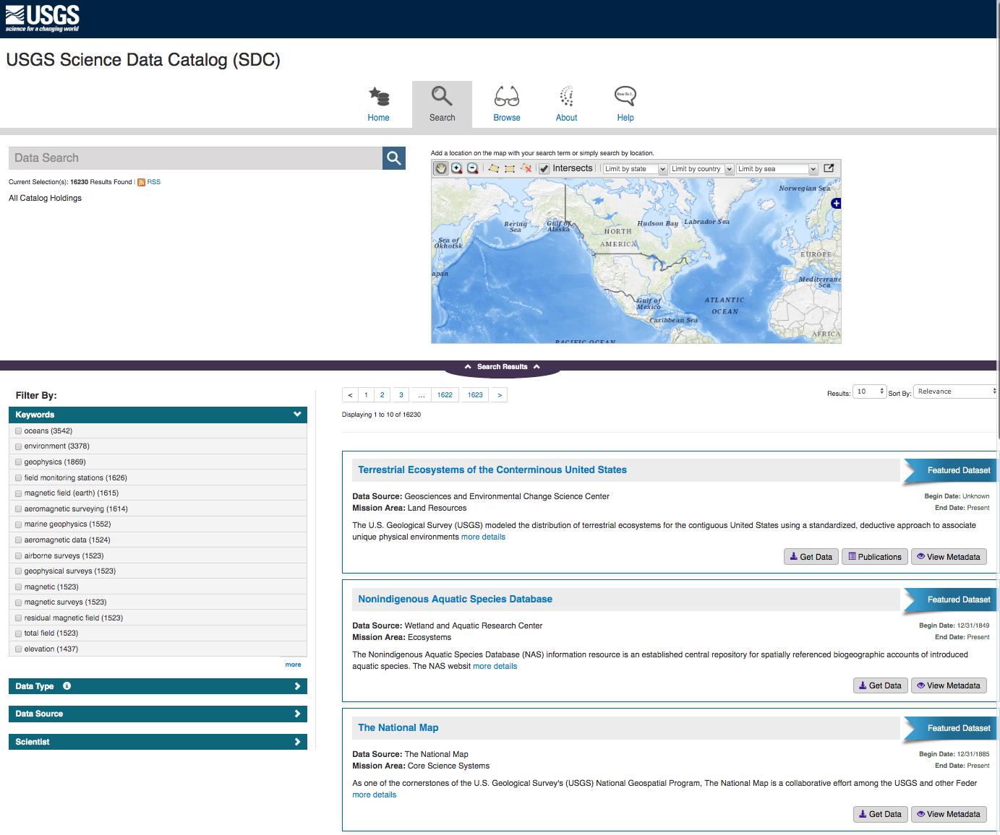 USGS
science for a changing world
USGS Science Data Catalog (SDC)
Home
Search
Browse
About
How Do I...
Help
Data Search
Current Selection(s): 16230 Results Found | RSS
All Catalog Holdings
Add a location on the map with your search term or simply search by location.
Intersects
Limit by state
Limit by country
Limit by sea
Norwegian Sea
Bering
Sea
Gulf of
Alaska
Hudson Bay
Labrador Sea
NORTH
AMERICA
Sea of
Okhotsk
EUROPE
apan
Mediterrane
Sea
Gulf of
Mexico
ATLANTIC
OCEAN
Caribbean Sea
AFRICA
PACIFIC OCEAN
Search Results
Filter By:
Keywords
oceans (3542)
environment (3378)
geophysics (1869)
field monitoring stations (1626)
magnetic field (earth) (1615)
aeromagnetic surveying (1614)
marine geophysics (1552)
aeromagnetic data (1524)
airborne surveys (1523)
geophysical surveys (1523)
magnetic (1523)
magnetic surveys (1523)
residual magnetic field (1523)
total field (1523)
elevation (1437)
more
Data Type
Data Source
Scientist
< 1 2 3 ... 1622 1623 >
Results: 10 Sort By: Relevance
Displaying 1 to 10 of 16230
Terrestrial Ecosystems of the Conterminous United States
Featured Dataset
Data Source: Geosciences and Environmental Change Science Center
Begin Date: Unknown
Mission Area: Land Resources
End Date: Present
The U.S. Geological Survey (USGS) modeled the distribution of terrestrial ecosystems for the contiguous United States using a standardized, deductive approach to associate
unique physical environments more details
Get Data
Publications
View Metadata
Nonindigenous Aquatic Species Database
Featured Dataset
Data Source: Wetland and Aquatic Research Center
Begin Date: 12/31/1849
Mission Area: Ecosystems
End Date: Present
The Nonindigenous Aquatic Species Database (NAS) information resource is an established central repository for spatially referenced biogeographic accounts of introduced
aquatic species. The NAS websit more details
Get Data
View Metadata
The National Map
Featured Dataset
Data Source: The National Map
Begin Date: 12/31/1885
Mission Area: Core Science Systems
End Date: Present
As one of the cornerstones of the U.S. Geological Survey's (USGS) National Geospatial Program, The National Map is a collaborative effort among the USGS and other Feder
more details
Get Data
View Metadata